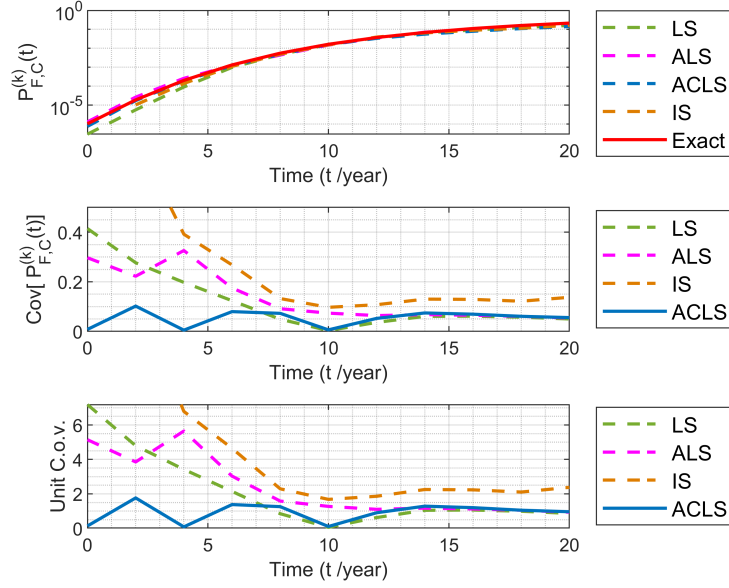 10^0
10^-5
P_{F,C}^{(k)}(t)
0 5 10 15 20
Time (t /year)
LS
ALS
ACLS
IS
Exact
0.4
0.2
0
Cov[ P_{F,C}^{(k)}(t)]
0 5 10 15 20
Time (t /year)
LS
ALS
IS
ACLS
6
4
2
0
Unit C.o.v.
0 5 10 15 20
Time (t /year)
LS
ALS
IS
ACLS